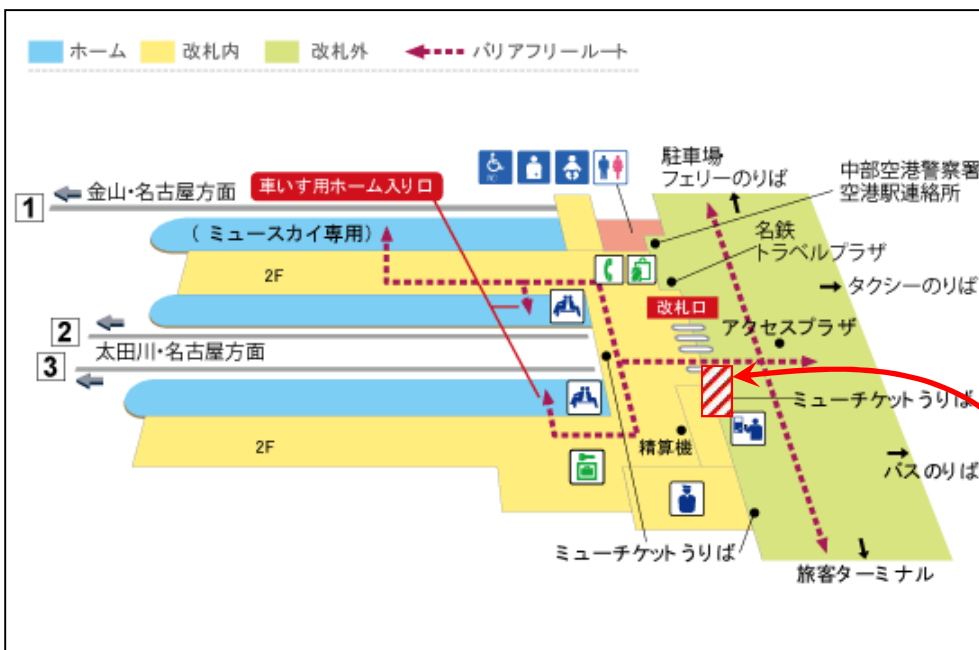 ホーム 改札内 改札外 バリアフリールート
駐車場
フェリーのりば
中部空港警察署
空港駅連絡所
1 金山・名古屋方面
車いす用ホーム入り口
(ミュースカイ専用)
名鉄
トラベルプラザ
2F
タクシーのりば
改札口
アクセスプラザ
2
太田川・名古屋方面
3
ミューチケットうりば
精算機
2F
バスのりば
ミューチケットうりば
旅客ターミナル